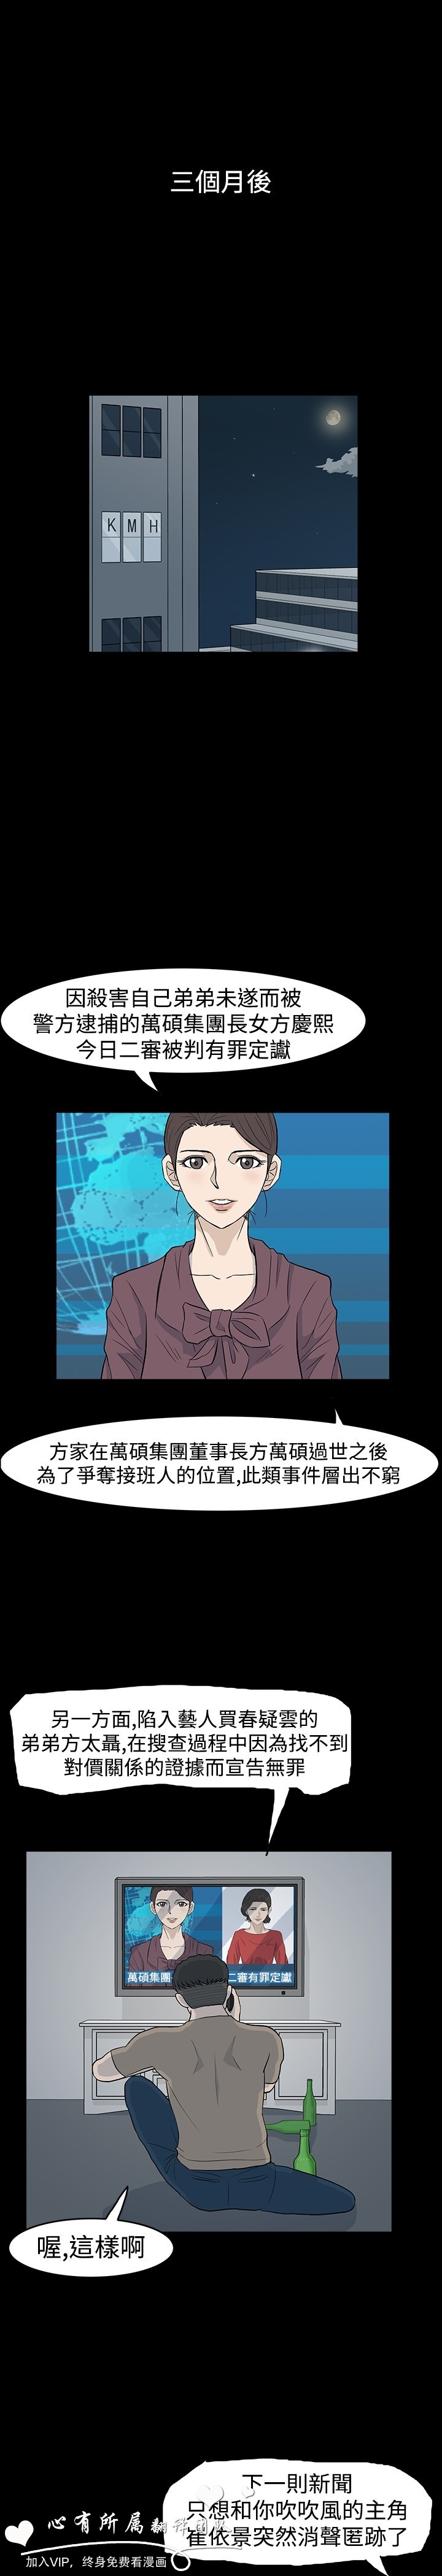 三個月後
K M H
因殺害自己弟弟未遂而被
警方逮捕的萬碩集團長女方慶熙
今日二審被判有罪定讞
方家在萬碩集團董事長方萬碩過世之後
為了爭奪接班人的位置,此類事件層出不窮
另一方面,陷入藝人買春疑雲的
弟弟方太聶,在搜查過程中因為找不到
對價關係的證據而宣告無罪
萬碩集團
二審有罪定讞
喔,這樣啊
下一則新聞
只想和你吹吹風的主角
崔依景突然消聲匿跡了
心有所属翻译团队
加入VIP，终身免费看漫画